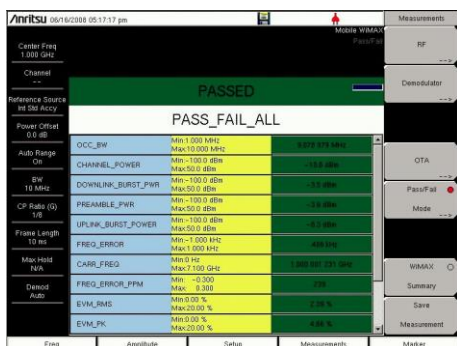 Anritsu 06/16/2008 05:17:17 pm
Mobile WiMAX
Pass/Fail
Measurements
Center Freq
1.000 GHz
Channel
--
Reference Source
Int Std Accy
Power Offset
0.0 dB
Auto Range
On
BW
10 MHz
CP Ratio (G)
1/8
Frame Length
10 ms
Max Hold
N/A
Demod
Auto
PASSED
PASS_FAIL_ALL
OCC_BW Min:1.000 MHz
Max:10.000 MHz
CHANNEL_POWER Min:-100.0 dBm
Max:50.0 dBm
DOWNLINK_BURST_PWR Min:-100.0 dBm
Max:50.0 dBm
PREAMBLE_PWR Min:-100.0 dBm
Max:50.0 dBm
UPLINK_BURST_POWER Min:-100.0 dBm
Max:50.0 dBm
FREQ_ERROR Min:-1.000 kHz
Max:1.000 kHz
CARR_FREQ Min:0 Hz
Max:7.100 GHz
FREQ_ERROR_PPM Min: -0.300
Max: 0.300
EVM_RMS Min:0.00 %
Max:20.00 %
EVM_PK Min:0.00 %
Max:20.00 %
RF
-->
Demodulator
-->
OTA
-->
Pass/Fail
Mode
-->
WiMAX
Summary
Save
Measurement
Freq Amplitude Setup Measurements Marker